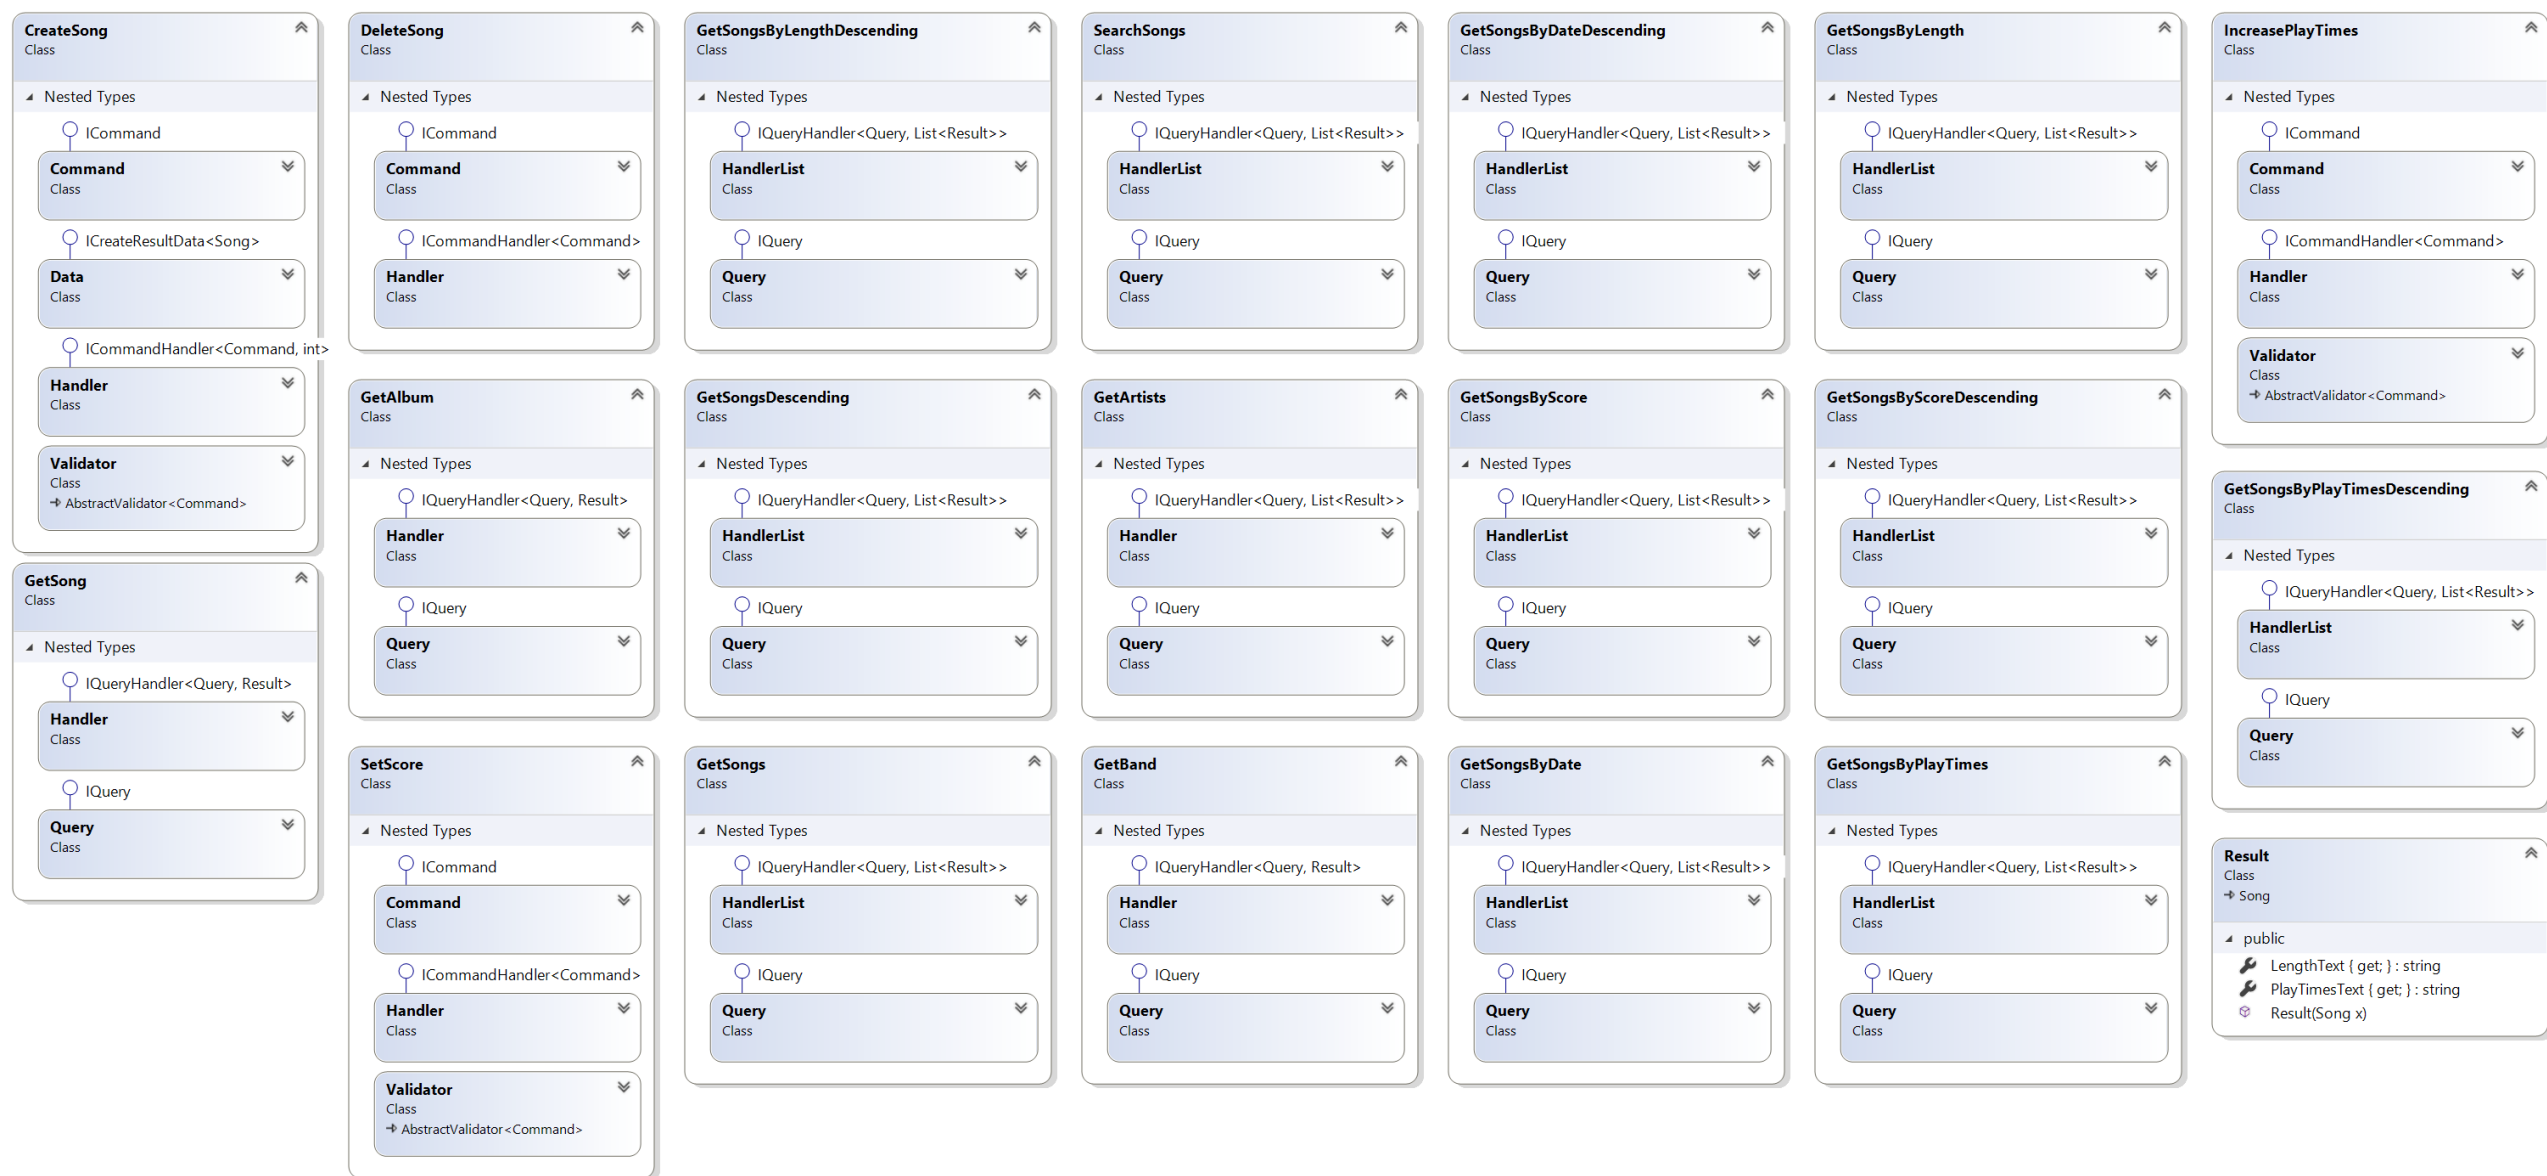 CreateSong
Class
Nested Types
ICommand
Command
Class
ICreateResultData<Song>
Data
Class
ICommandHandler<Command, int>
Handler
Class
Validator
Class
AbstractValidator<Command>
GetSong
Class
Nested Types
IQueryHandler<Query, Result>
Handler
Class
IQuery
Query
Class
DeleteSong
Class
Nested Types
ICommand
Command
Class
ICommandHandler<Command>
Handler
Class
GetAlbum
Class
Nested Types
IQueryHandler<Query, Result>
Handler
Class
IQuery
Query
Class
SetScore
Class
Nested Types
ICommand
Command
Class
ICommandHandler<Command>
Handler
Class
Validator
Class
AbstractValidator<Command>
GetSongsByLengthDescending
Class
Nested Types
IQueryHandler<Query, List<Result>>
HandlerList
Class
IQuery
Query
Class
GetSongsDescending
Class
Nested Types
IQueryHandler<Query, List<Result>>
HandlerList
Class
IQuery
Query
Class
GetSongs
Class
Nested Types
IQueryHandler<Query, List<Result>>
HandlerList
Class
IQuery
Query
Class
SearchSongs
Class
Nested Types
IQueryHandler<Query, List<Result>>
HandlerList
Class
IQuery
Query
Class
GetArtists
Class
Nested Types
IQueryHandler<Query, List<Result>>
Handler
Class
IQuery
Query
Class
GetBand
Class
Nested Types
IQueryHandler<Query, Result>
Handler
Class
IQuery
Query
Class
GetSongsByDateDescending
Class
Nested Types
IQueryHandler<Query, List<Result>>
HandlerList
Class
IQuery
Query
Class
GetSongsByScore
Class
Nested Types
IQueryHandler<Query, List<Result>>
HandlerList
Class
IQuery
Query
Class
GetSongsByDate
Class
Nested Types
IQueryHandler<Query, List<Result>>
HandlerList
Class
IQuery
Query
Class
GetSongsByLength
Class
Nested Types
IQueryHandler<Query, List<Result>>
HandlerList
Class
IQuery
Query
Class
GetSongsByScoreDescending
Class
Nested Types
IQueryHandler<Query, List<Result>>
HandlerList
Class
IQuery
Query
Class
GetSongsByPlayTimes
Class
Nested Types
IQueryHandler<Query, List<Result>>
HandlerList
Class
IQuery
Query
Class
IncreasePlayTimes
Class
Nested Types
ICommand
Command
Class
ICommandHandler<Command>
Handler
Class
Validator
Class
AbstractValidator<Command>
GetSongsByPlayTimesDescending
Class
Nested Types
IQueryHandler<Query, List<Result>>
HandlerList
Class
IQuery
Query
Class
Result
Class
Song
public
LengthText { get; } : string
PlayTimesText { get; } : string
Result(Song x)